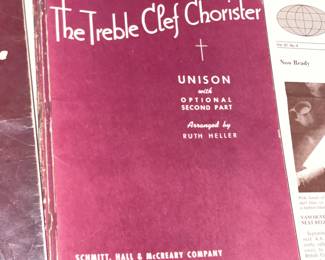 The Treble Clef Chorister
UNISON
with
OPTIONAL
SECOND PART
Arranged by
RUTH HELLER
SCHMITT, HALL & McCREARY COMPANY
Now Ready